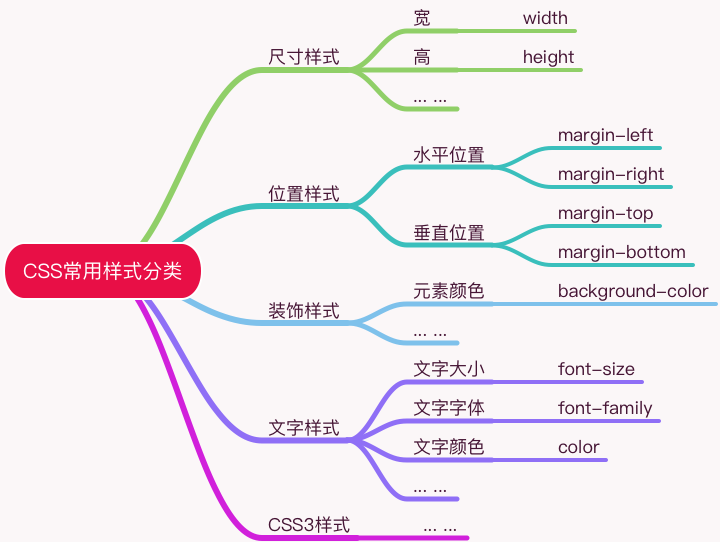 CSS常用样式分类
尺寸样式
宽 width
高 height
... ...
位置样式
水平位置
margin-left
margin-right
垂直位置
margin-top
margin-bottom
装饰样式
元素颜色 background-color
... ...
文字样式
文字大小 font-size
文字字体 font-family
文字颜色 color
... ...
CSS3样式 ... ...